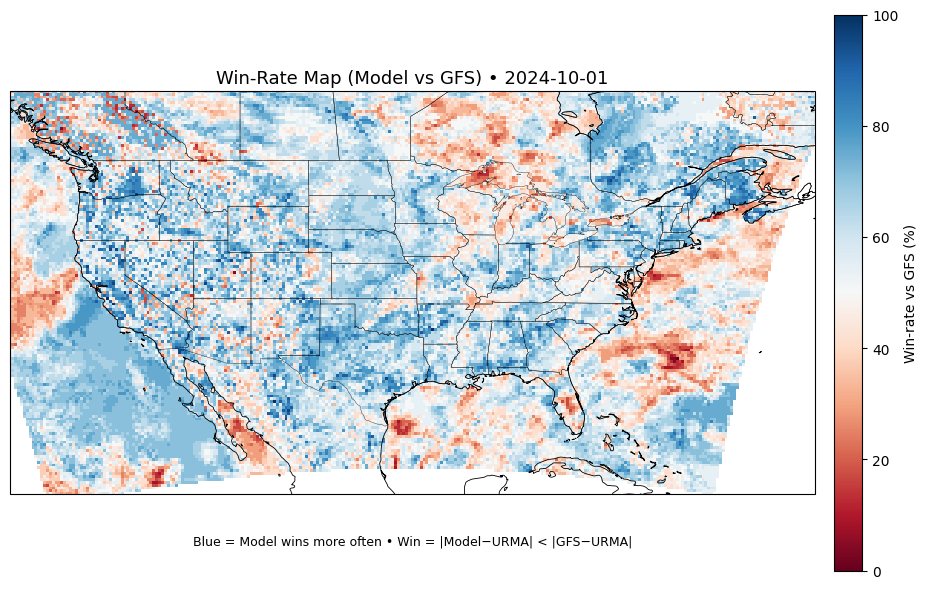 Win-Rate Map (Model vs GFS) • 2024-10-01
100
80
60
40
20
0
Win-rate vs GFS (%)
Blue = Model wins more often • Win = |Model−URMA| < |GFS−URMA|